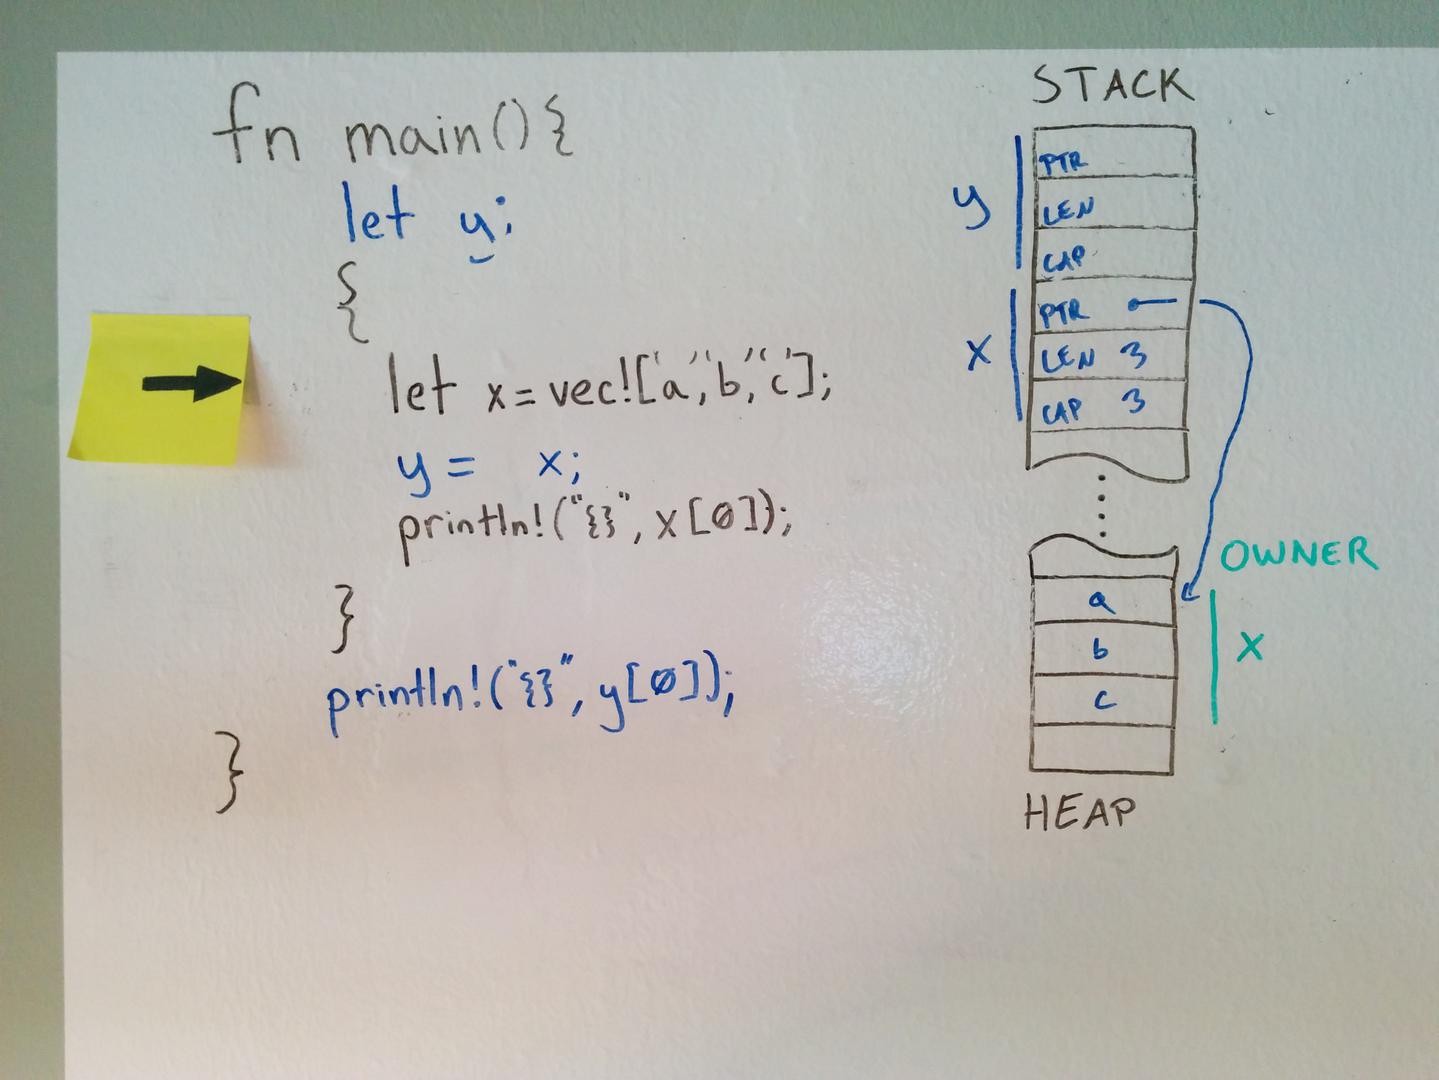 fn main(){
let y;
{
let x = vec!['a','b','c'];
y = x;
println!("{}", x[0]);
}
println!("{}", y[0]);
}
STACK
y
PTR
LEN
CAP
x
PTR
LEN 3
CAP 3
OWNER
a
b
c
X
HEAP